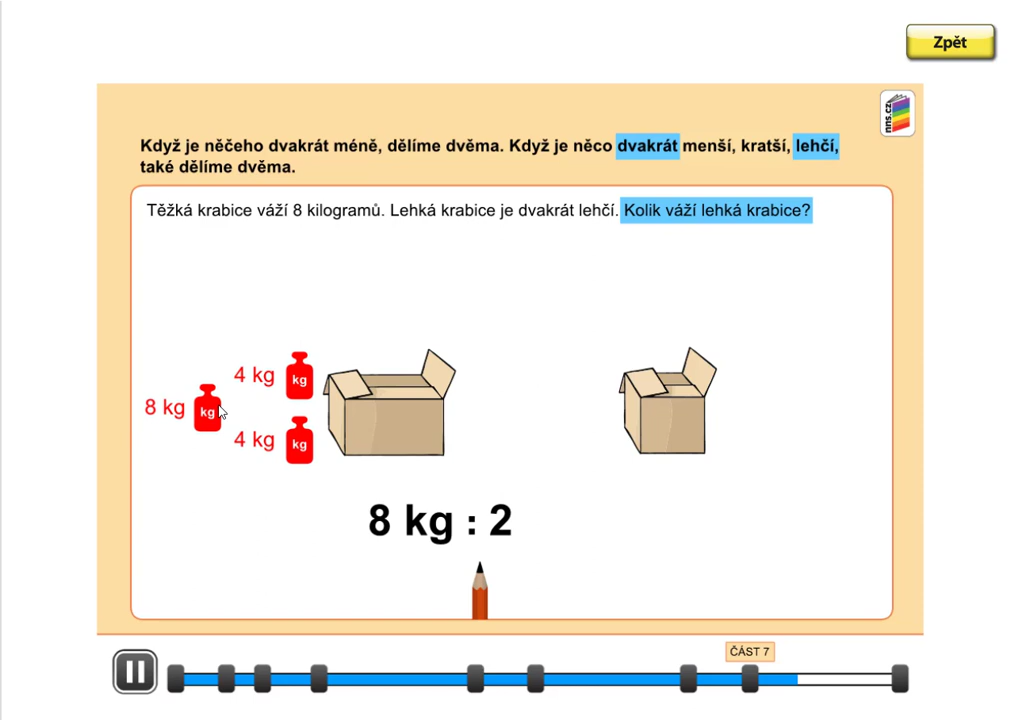 Zpět
nns.cz
Když je něčeho dvakrát méně, dělíme dvěma. Když je něco dvakrát menší, kratší, lehčí,
také dělíme dvěma.
Těžká krabice váží 8 kilogramů. Lehká krabice je dvakrát lehčí. Kolik váží lehká krabice?
4 kg kg
8 kg kg
4 kg kg
8 kg : 2
ČÁST 7